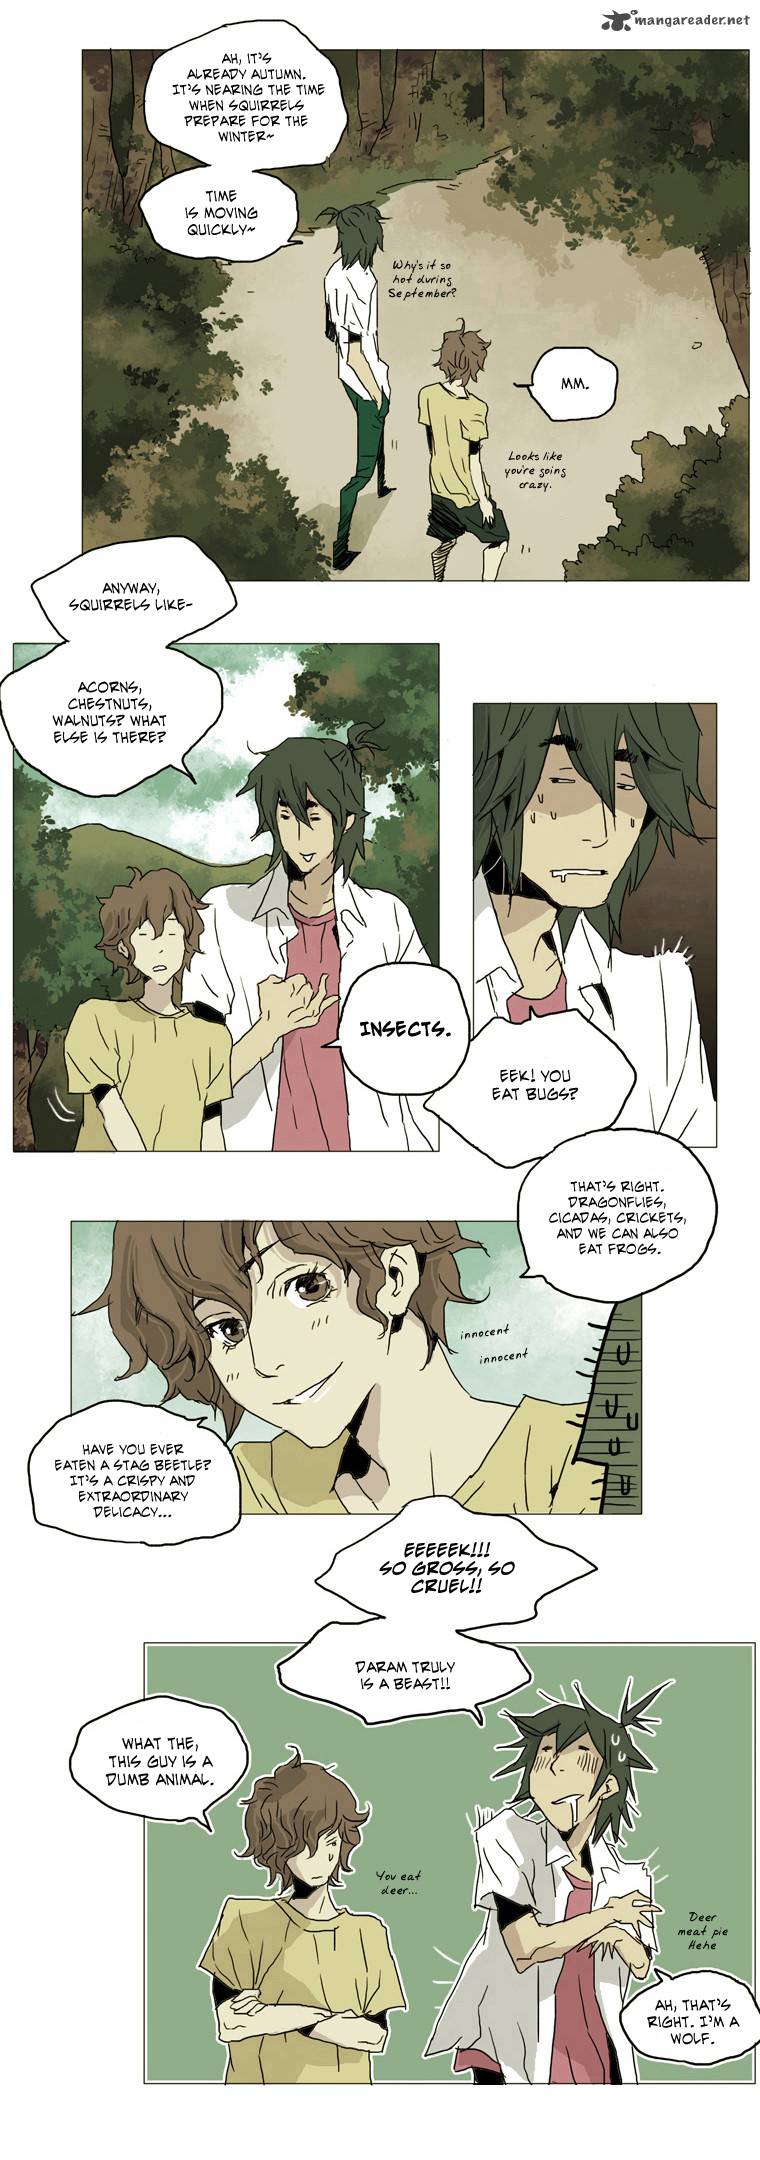 mangareader.net
AH, IT'S
ALREADY AUTUMN.
IT'S NEARING THE TIME
WHEN SQUIRRELS
PREPARE FOR THE
WINTER~
TIME
IS MOVING
QUICKLY~
Why's it so
hot during
September?
MM.
Looks like
you're going
crazy.
ANYWAY,
SQUIRRELS LIKE-
ACORNS,
CHESTNUTS,
WALNUTS? WHAT
ELSE IS THERE?
INSECTS.
EEK! YOU
EAT BUGS?
THAT'S RIGHT.
DRAGONFLIES,
CICADAS, CRICKETS,
AND WE CAN ALSO
EAT FROGS.
innocent
innocent
HAVE YOU EVER
EATEN A STAG BEETLE?
IT'S A CRISPY AND
EXTRAORDINARY
DELICACY...
EEEEEK!!!
SO GROSS, SO
CRUEL!!
DARAM TRULY
IS A BEAST!!
WHAT THE,
THIS GUY IS A
DUMB ANIMAL.
You eat
deer...
Deer
meat pie
Hehe
AH, THAT'S
RIGHT. I'M A
WOLF.